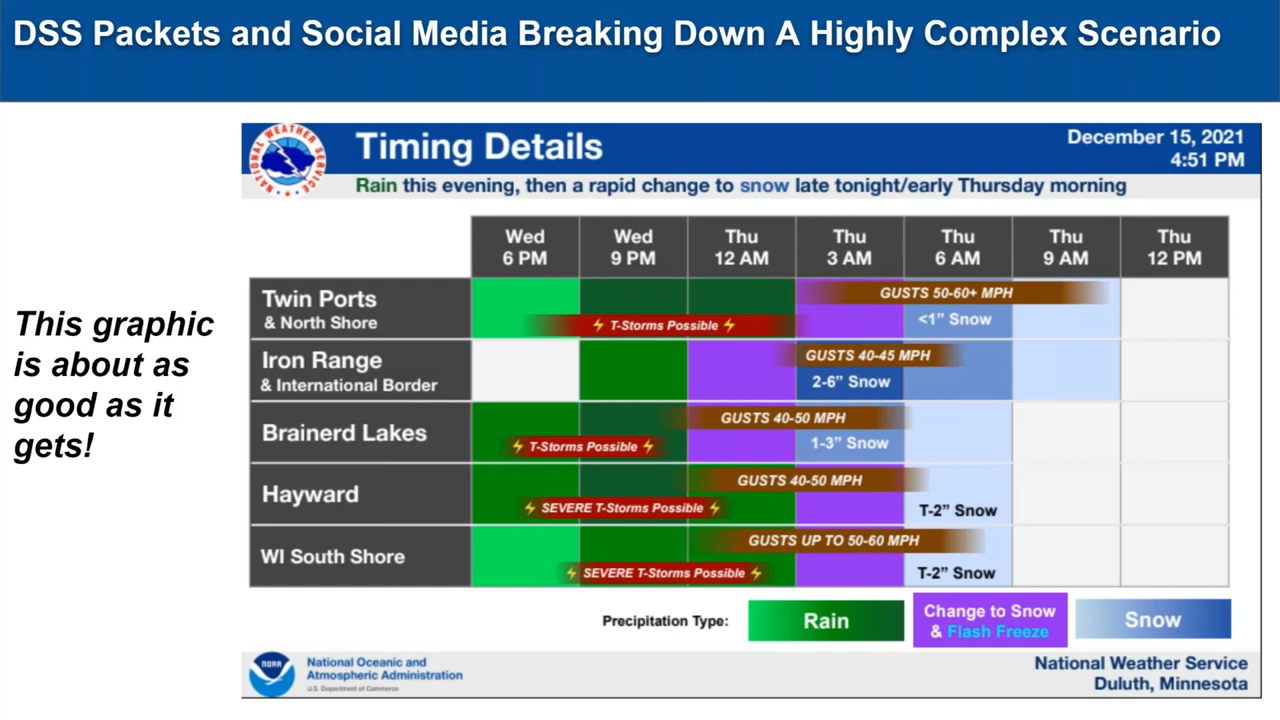 DSS Packets and Social Media Breaking Down A Highly Complex Scenario
This graphic
is about as
good as it
gets!
NATIONAL WEATHER SERVICE
Timing Details
December 15, 2021
4:51 PM
Rain this evening, then a rapid change to snow late tonight/early Thursday morning
Wed
6 PM
Wed
9 PM
Thu
12 AM
Thu
3 AM
Thu
6 AM
Thu
9 AM
Thu
12 PM
Twin Ports
& North Shore
GUSTS 50-60+ MPH
<1” Snow
T-Storms Possible
Iron Range
& International Border
GUSTS 40-45 MPH
2-6” Snow
Brainerd Lakes
GUSTS 40-50 MPH
1-3” Snow
T-Storms Possible
Hayward
GUSTS 40-50 MPH
SEVERE T-Storms Possible
T-2” Snow
WI South Shore
GUSTS UP TO 50-60 MPH
SEVERE T-Storms Possible
T-2” Snow
Precipitation Type:
Rain
Change to Snow
& Flash Freeze
Snow
NOAA
National Oceanic and
Atmospheric Administration
U.S. Department of Commerce
National Weather Service
Duluth, Minnesota